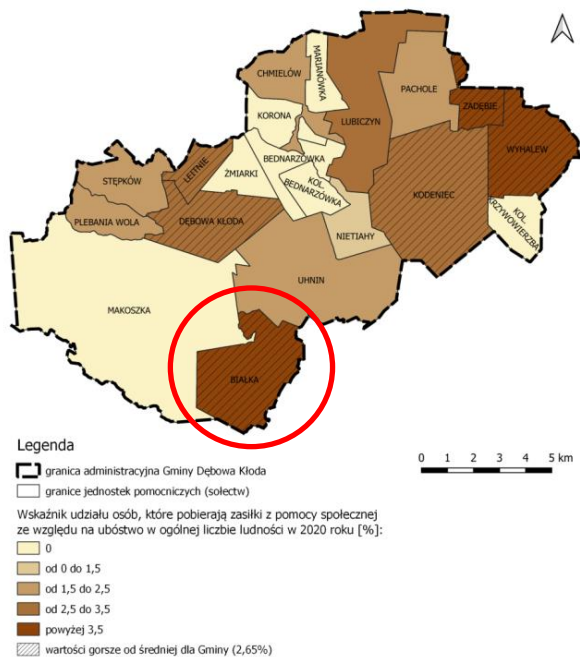 MARIANÓWKA
CHMIELÓW
PACHOLE
KORONA
LUBICZYN
ZADĘBIE
WYHALEW
LEITNIE
BEDNARZÓWKA
STĘPKÓW
ŻMIARKI
KOL.
BEDNARZÓWKA
KODENIEC
KOL.
KRZYWOWIERZBA
PLEBANIA WOLA
DĘBOWA KŁODA
NIETIAHY
UHNIN
MAKOSZKA
BIAŁKA
Legenda
granica administracyjna Gminy Dębowa Kłoda
granice jednostek pomocniczych (sołectw)
0 1 2 3 4 5 km
Wskaźnik udziału osób, które pobierają zasiłki z pomocy społecznej
ze względu na ubóstwo w ogólnej liczbie ludności w 2020 roku [%]:
0
od 0 do 1,5
od 1,5 do 2,5
od 2,5 do 3,5
powyżej 3,5
wartości gorsze od średniej dla Gminy (2,65%)